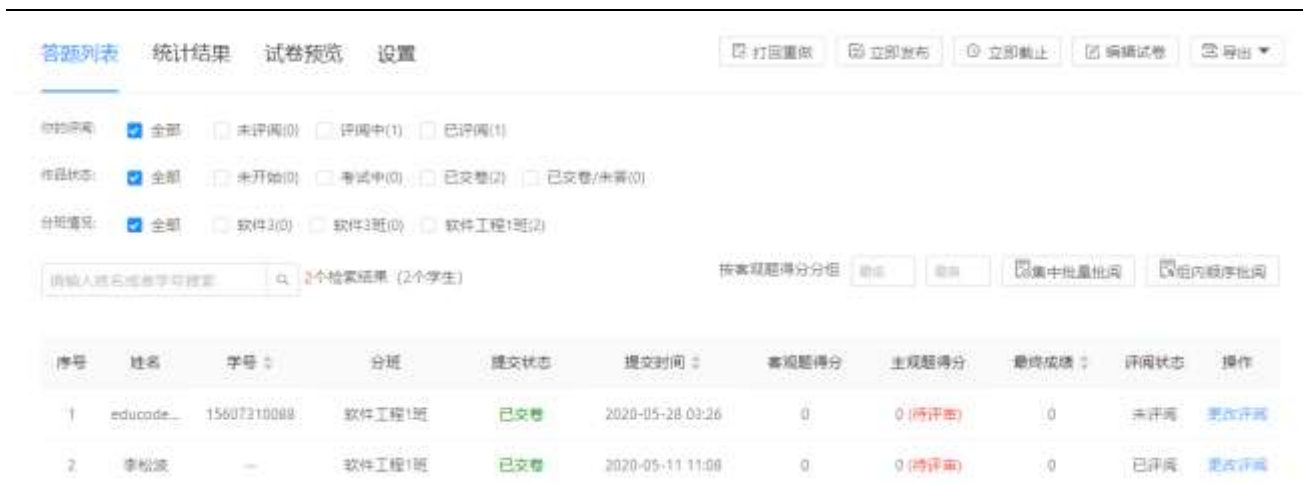 答题列表 统计结果 试卷预览 设置 打回重做 立即发布 立即截止 编辑试卷 导出
你的评阅: 全部 未评阅(0) 评阅中(1) 已评阅(1)
作品状态: 全部 未开始(0) 考试中(0) 已交卷(2) 已交卷/未答(0)
分班情况: 全部 软件3(0) 软件3班(0) 软件工程1班(2)
请输入姓名或者学号搜索 2个检索结果 (2个学生) 按客观题得分分组 最低 最高 集中批量批阅 组内顺序批阅
序号 姓名 学号 分班 提交状态 提交时间 客观题得分 主观题得分 最终成绩 评阅状态 操作
1 educode... 15607310088 软件工程1班 已交卷 2020-05-28 03:26 0 0 (待评审) 0 未评阅 更改评阅
2 李松波 -- 软件工程1班 已交卷 2020-05-11 11:08 0 0 (待评审) 0 已评阅 更改评阅